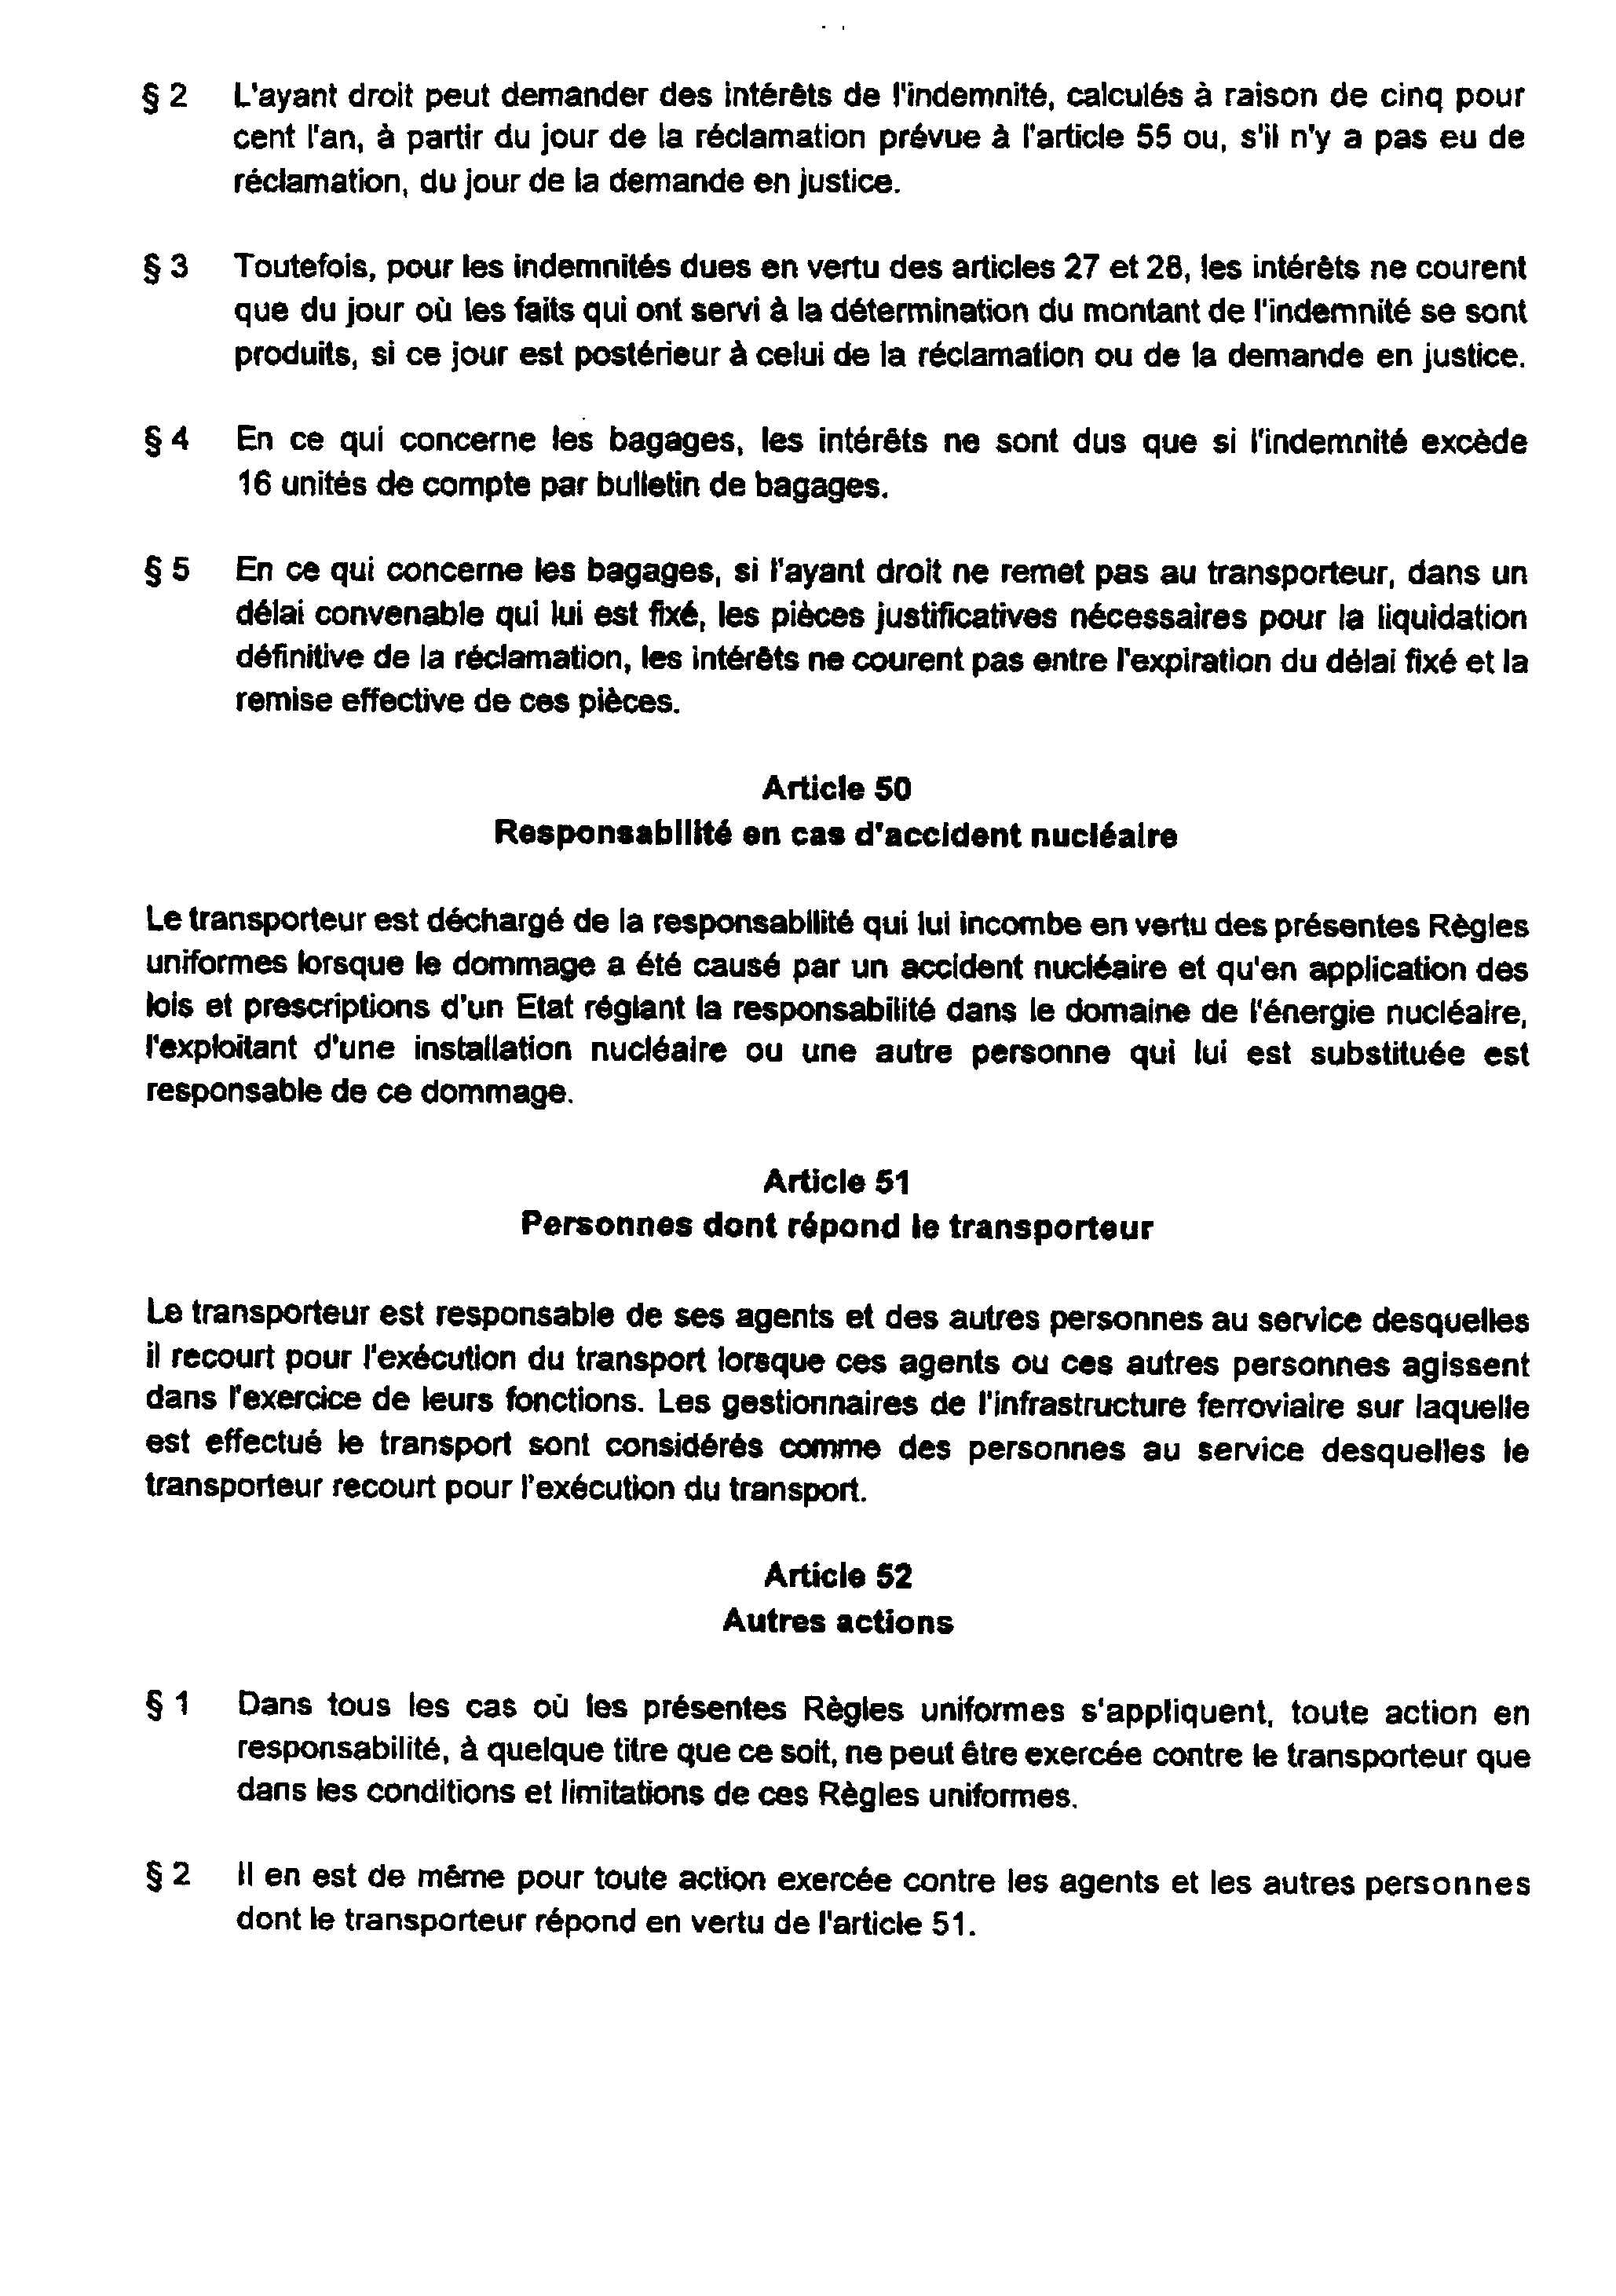 § 2 L'ayant droit peut demander des intérêts de l'indemnité, calculés à raison de cinq pour
cent l'an, à partir du jour de la réclamation prévue à l'article 55 ou, s'il n'y a pas eu de
réclamation, du jour de la demande en justice.
§ 3 Toutefois, pour les indemnités dues en vertu des articles 27 et 28, les intérêts ne courent
que du jour où les faits qui ont servi à la détermination du montant de l'indemnité se sont
produits, si ce jour est postérieur à celui de la réclamation ou de la demande en justice.
§ 4 En ce qui concerne les bagages, les intérêts ne sont dus que si l'indemnité excède
16 unités de compte par bulletin de bagages.
§ 5 En ce qui concerne les bagages, si l'ayant droit ne remet pas au transporteur, dans un
délai convenable qui lui est fixé, les pièces justificatives nécessaires pour la liquidation
définitive de la réclamation, les intérêts ne courent pas entre l'expiration du délai fixé et la
remise effective de ces pièces.
Article 50
Responsabilité en cas d'accident nucléaire
Le transporteur est déchargé de la responsabilité qui lui incombe en vertu des présentes Règles
uniformes lorsque le dommage a été causé par un accident nucléaire et qu'en application des
lois et prescriptions d'un Etat réglant la responsabilité dans le domaine de l'énergie nucléaire,
l'exploitant d'une installation nucléaire ou une autre personne qui lui est substituée est
responsable de ce dommage.
Article 51
Personnes dont répond le transporteur
Le transporteur est responsable de ses agents et des autres personnes au service desquelles
il recourt pour l'exécution du transport lorsque ces agents ou ces autres personnes agissent
dans l'exercice de leurs fonctions. Les gestionnaires de l'infrastructure ferroviaire sur laquelle
est effectué le transport sont considérés comme des personnes au service desquelles le
transporteur recourt pour l'exécution du transport.
Article 52
Autres actions
§ 1 Dans tous les cas où les présentes Règles uniformes s'appliquent, toute action en
responsabilité, à quelque titre que ce soit, ne peut être exercée contre le transporteur que
dans les conditions et limitations de ces Règles uniformes.
§ 2 Il en est de même pour toute action exercée contre les agents et les autres personnes
dont le transporteur répond en vertu de l'article 51.